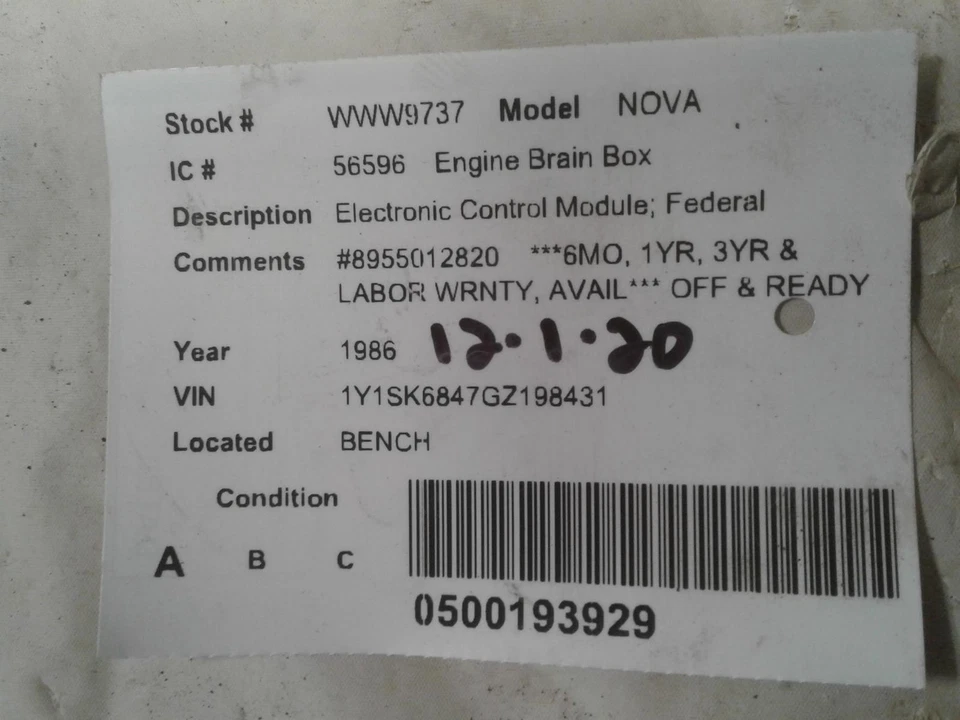 Stock # WWW9737 Model NOVA
IC # 56596 Engine Brain Box
Description Electronic Control Module; Federal
Comments #8955012820 ***6MO, 1YR, 3YR &
LABOR WRNTY, AVAIL*** OFF & READY
Year 1986 12.1.20
VIN 1Y1SK6847GZ198431
Located BENCH
Condition
A B C
0500193929